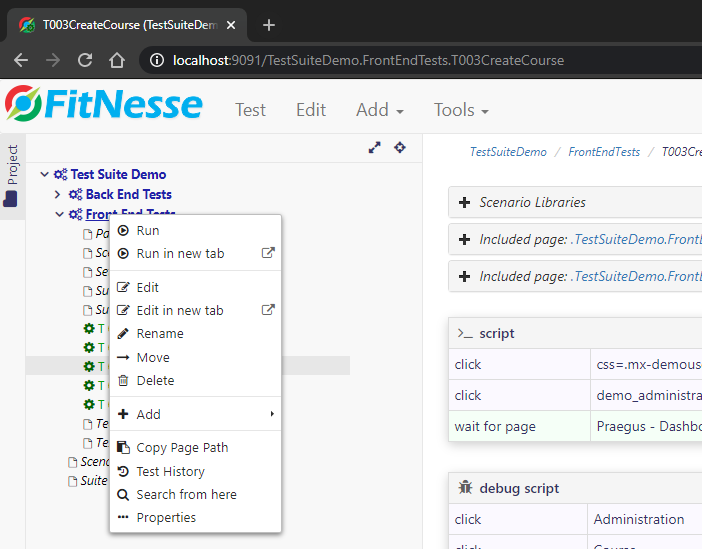 T003CreateCourse (TestSuiteDem
localhost:9091/TestSuiteDemo.FrontEndTests.T003CreateCourse
FitNesse Test Edit Add Tools
Project
Test Suite Demo
Back End Tests
Front End Tests
Pa
Sce
Se
Su
Su
T
T
T
T
T
Te
Te
Scen
Suite
Run
Run in new tab
Edit
Edit in new tab
Rename
Move
Delete
Add
Copy Page Path
Test History
Search from here
Properties
TestSuiteDemo / FrontEndTests / T003Cre
Scenario Libraries
Included page: .TestSuiteDemo.FrontE
Included page: .TestSuiteDemo.FrontE
script
click css=.mx-demouse
click demo_administra
wait for page Praegus - Dashbo
debug script
click Administration
click Course